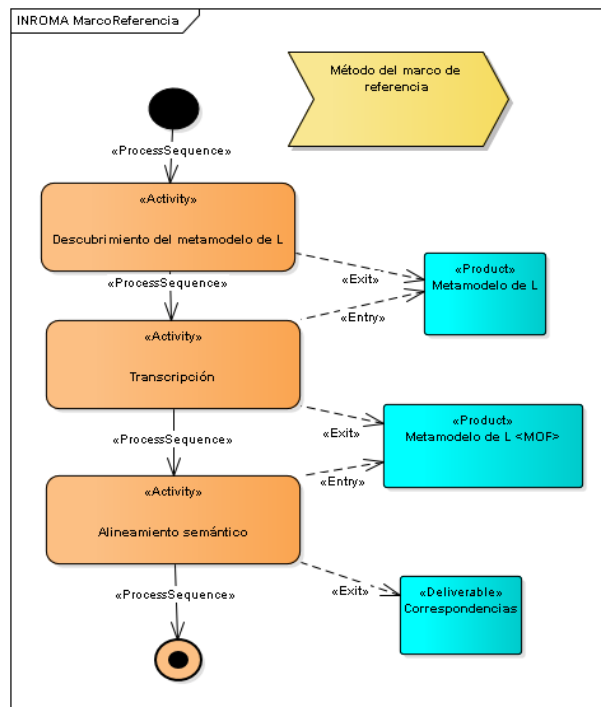 INROMA MarcoReferencia
Método del marco de
referencia
«ProcessSequence»
«Activity»
Descubrimiento del metamodelo de L
«Exit»
«Product»
Metamodelo de L
«ProcessSequence»
«Entry»
«Activity»
Transcripción
«Exit»
«Product»
Metamodelo de L <MOF>
«ProcessSequence»
«Entry»
«Activity»
Alineamiento semántico
«Exit»
«Deliverable»
Correspondencias
«ProcessSequence»